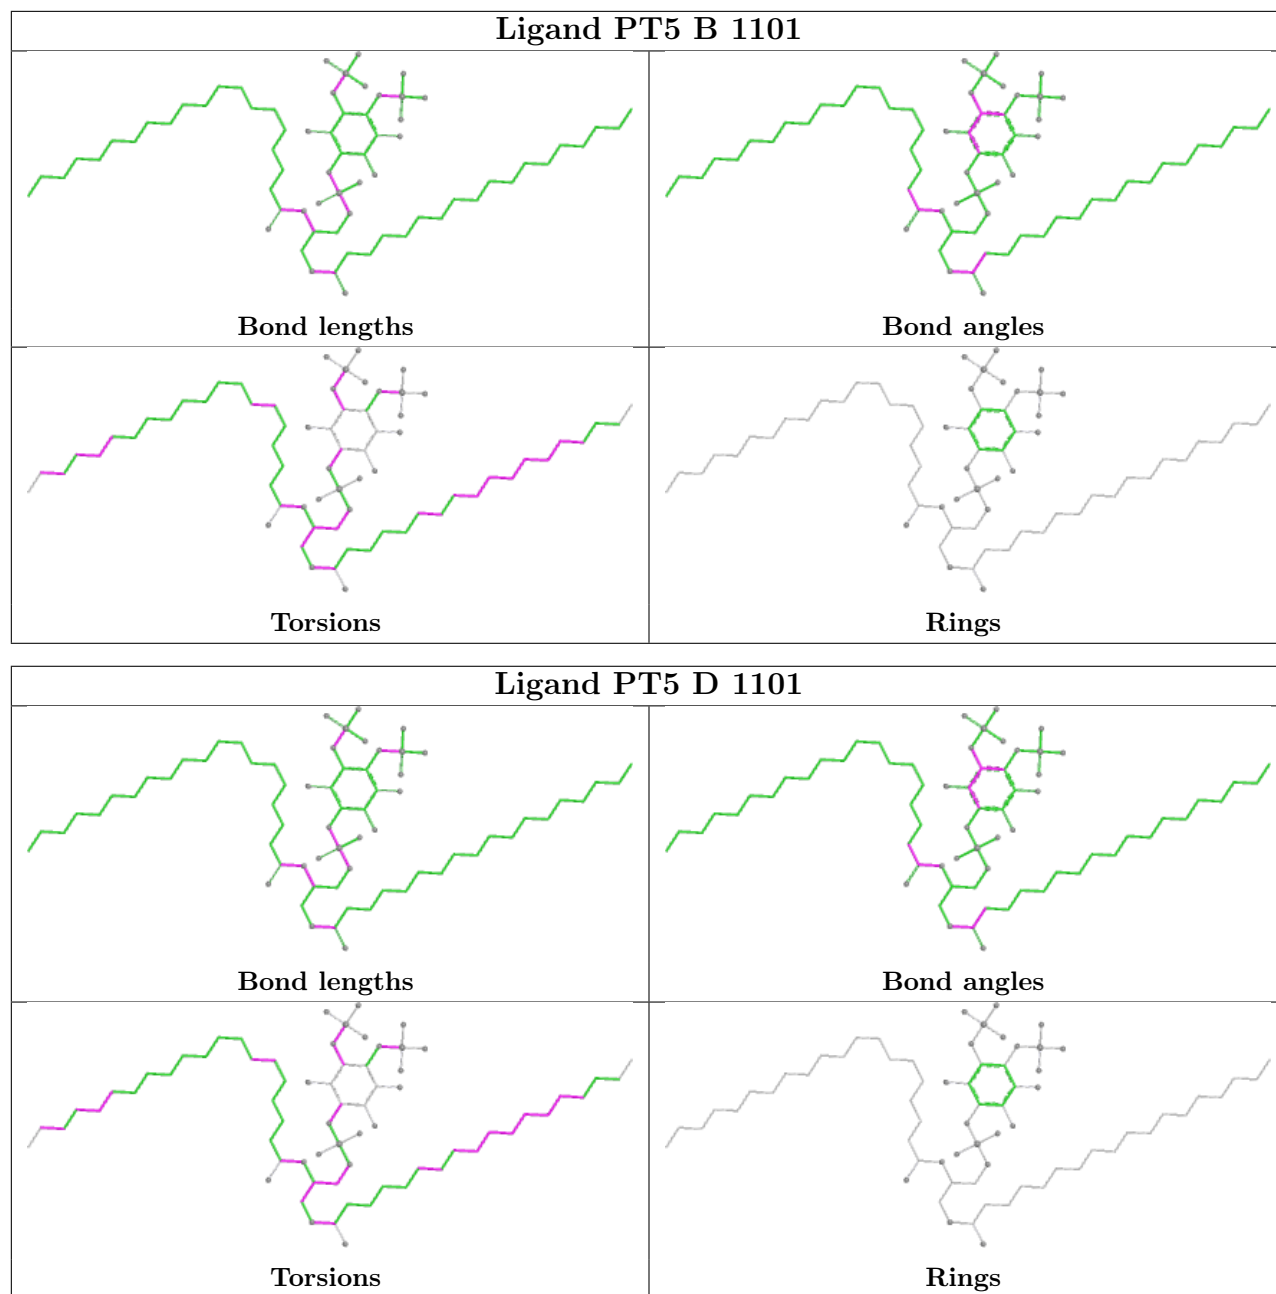 Ligand PT5 B 1101
Bond lengths
Bond angles
Torsions
Rings
Ligand PT5 D 1101
Bond lengths
Bond angles
Torsions
Rings